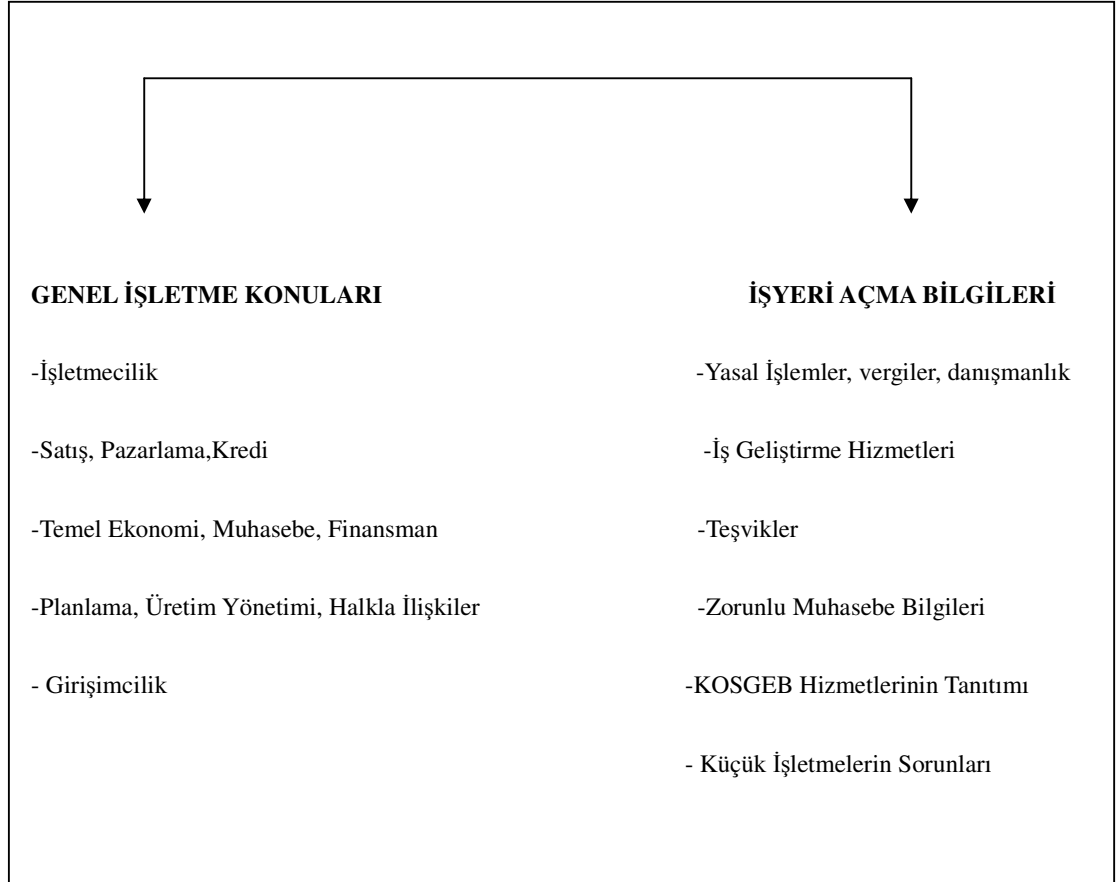 GENEL İŞLETME KONULARI
-İşletmecilik
-Satış, Pazarlama,Kredi
-Temel Ekonomi, Muhasebe, Finansman
-Planlama, Üretim Yönetimi, Halkla İlişkiler
- Girişimcilik
İŞYERİ AÇMA BİLGİLERİ
-Yasal İşlemler, vergiler, danışmanlık
-İş Geliştirme Hizmetleri
-Teşvikler
-Zorunlu Muhasebe Bilgileri
-KOSGEB Hizmetlerinin Tanıtımı
- Küçük İşletmelerin Sorunları